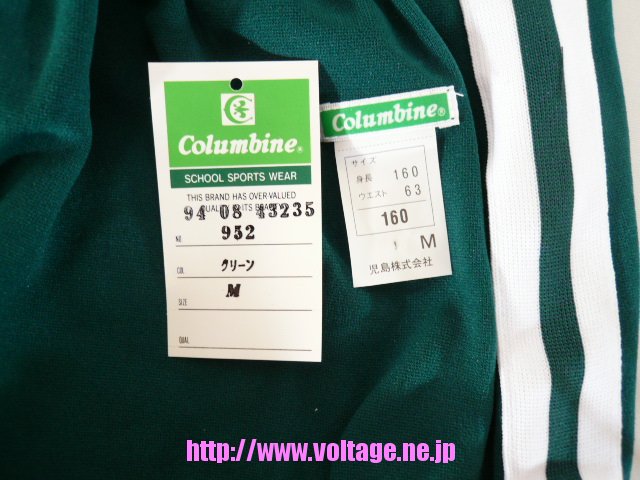 Columbine®
SCHOOL SPORTS WEAR
THIS BRAND HAS OVER-VALUED
94 08 43235
NO 952
COL. グリーン
SIZE M
QUAL
Columbine®
サイズ
身長 160
ウエスト 63
160
M
児島株式会社
http://www.voltage.ne.jp